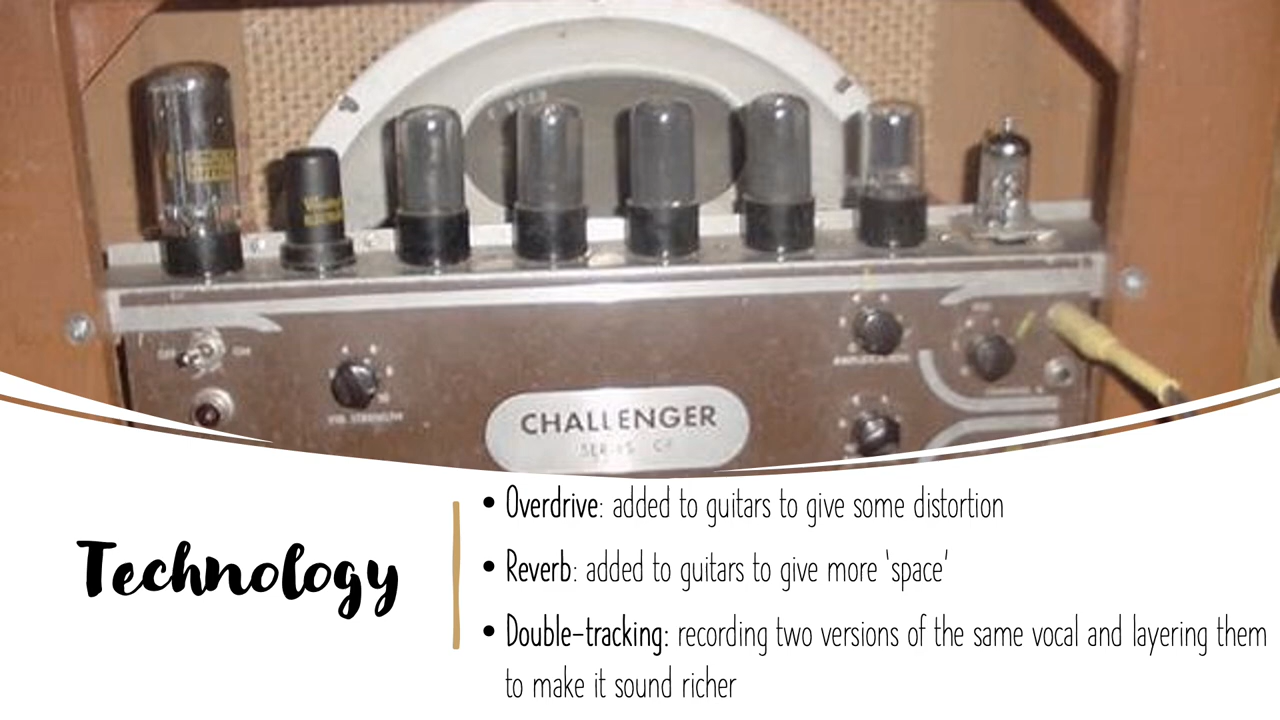 CHALLENGER
Technology
• Overdrive: added to guitars to give some distortion
• Reverb: added to guitars to give more ‘space’
• Double-tracking: recording two versions of the same vocal and layering them
to make it sound richer